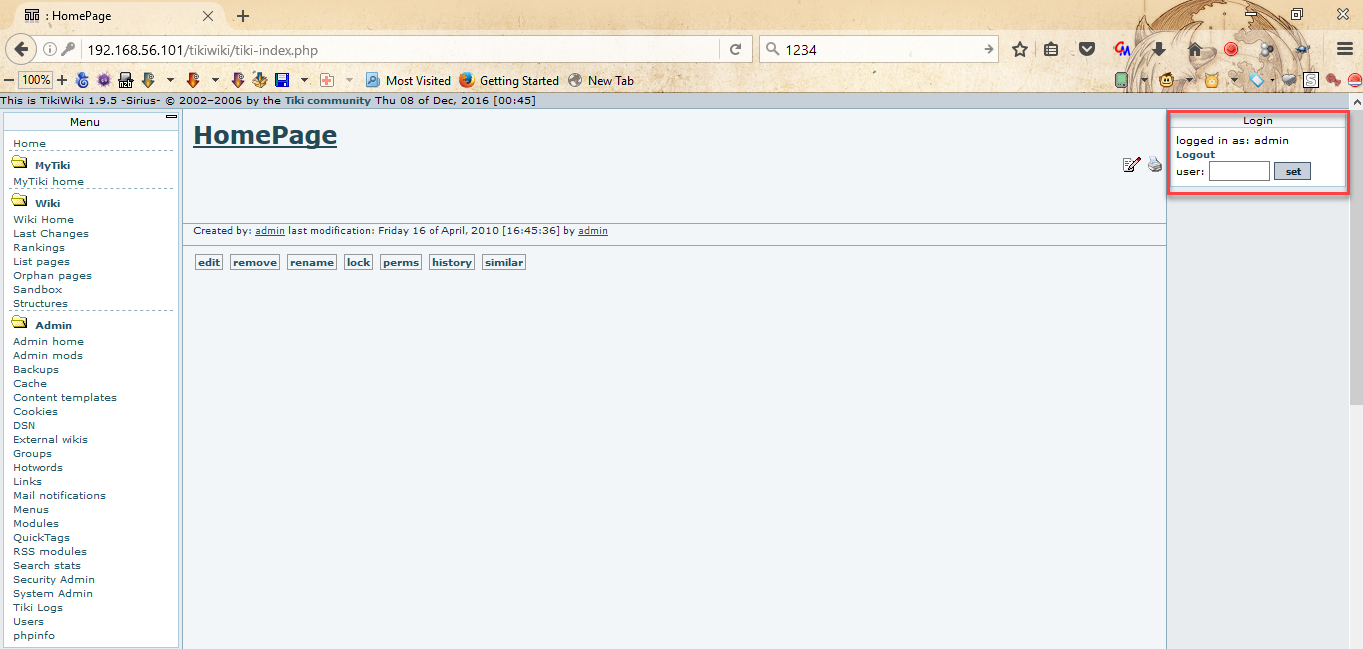 : HomePage
192.168.56.101/tikiwiki/tiki-index.php
1234
100%
Most Visited
Getting Started
New Tab
This is TikiWiki 1.9.5 -Sirius- © 2002–2006 by the Tiki community Thu 08 of Dec, 2016 [00:45]
Menu
Home
MyTiki
MyTiki home
Wiki
Wiki Home
Last Changes
Rankings
List pages
Orphan pages
Sandbox
Structures
Admin
Admin home
Admin mods
Backups
Cache
Content templates
Cookies
DSN
External wikis
Groups
Hotwords
Links
Mail notifications
Menus
Modules
QuickTags
RSS modules
Search stats
Security Admin
System Admin
Tiki Logs
Users
phpinfo
HomePage
Created by: admin last modification: Friday 16 of April, 2010 [16:45:36] by admin
edit remove rename lock perms history similar
Login
logged in as: admin
Logout
user: set